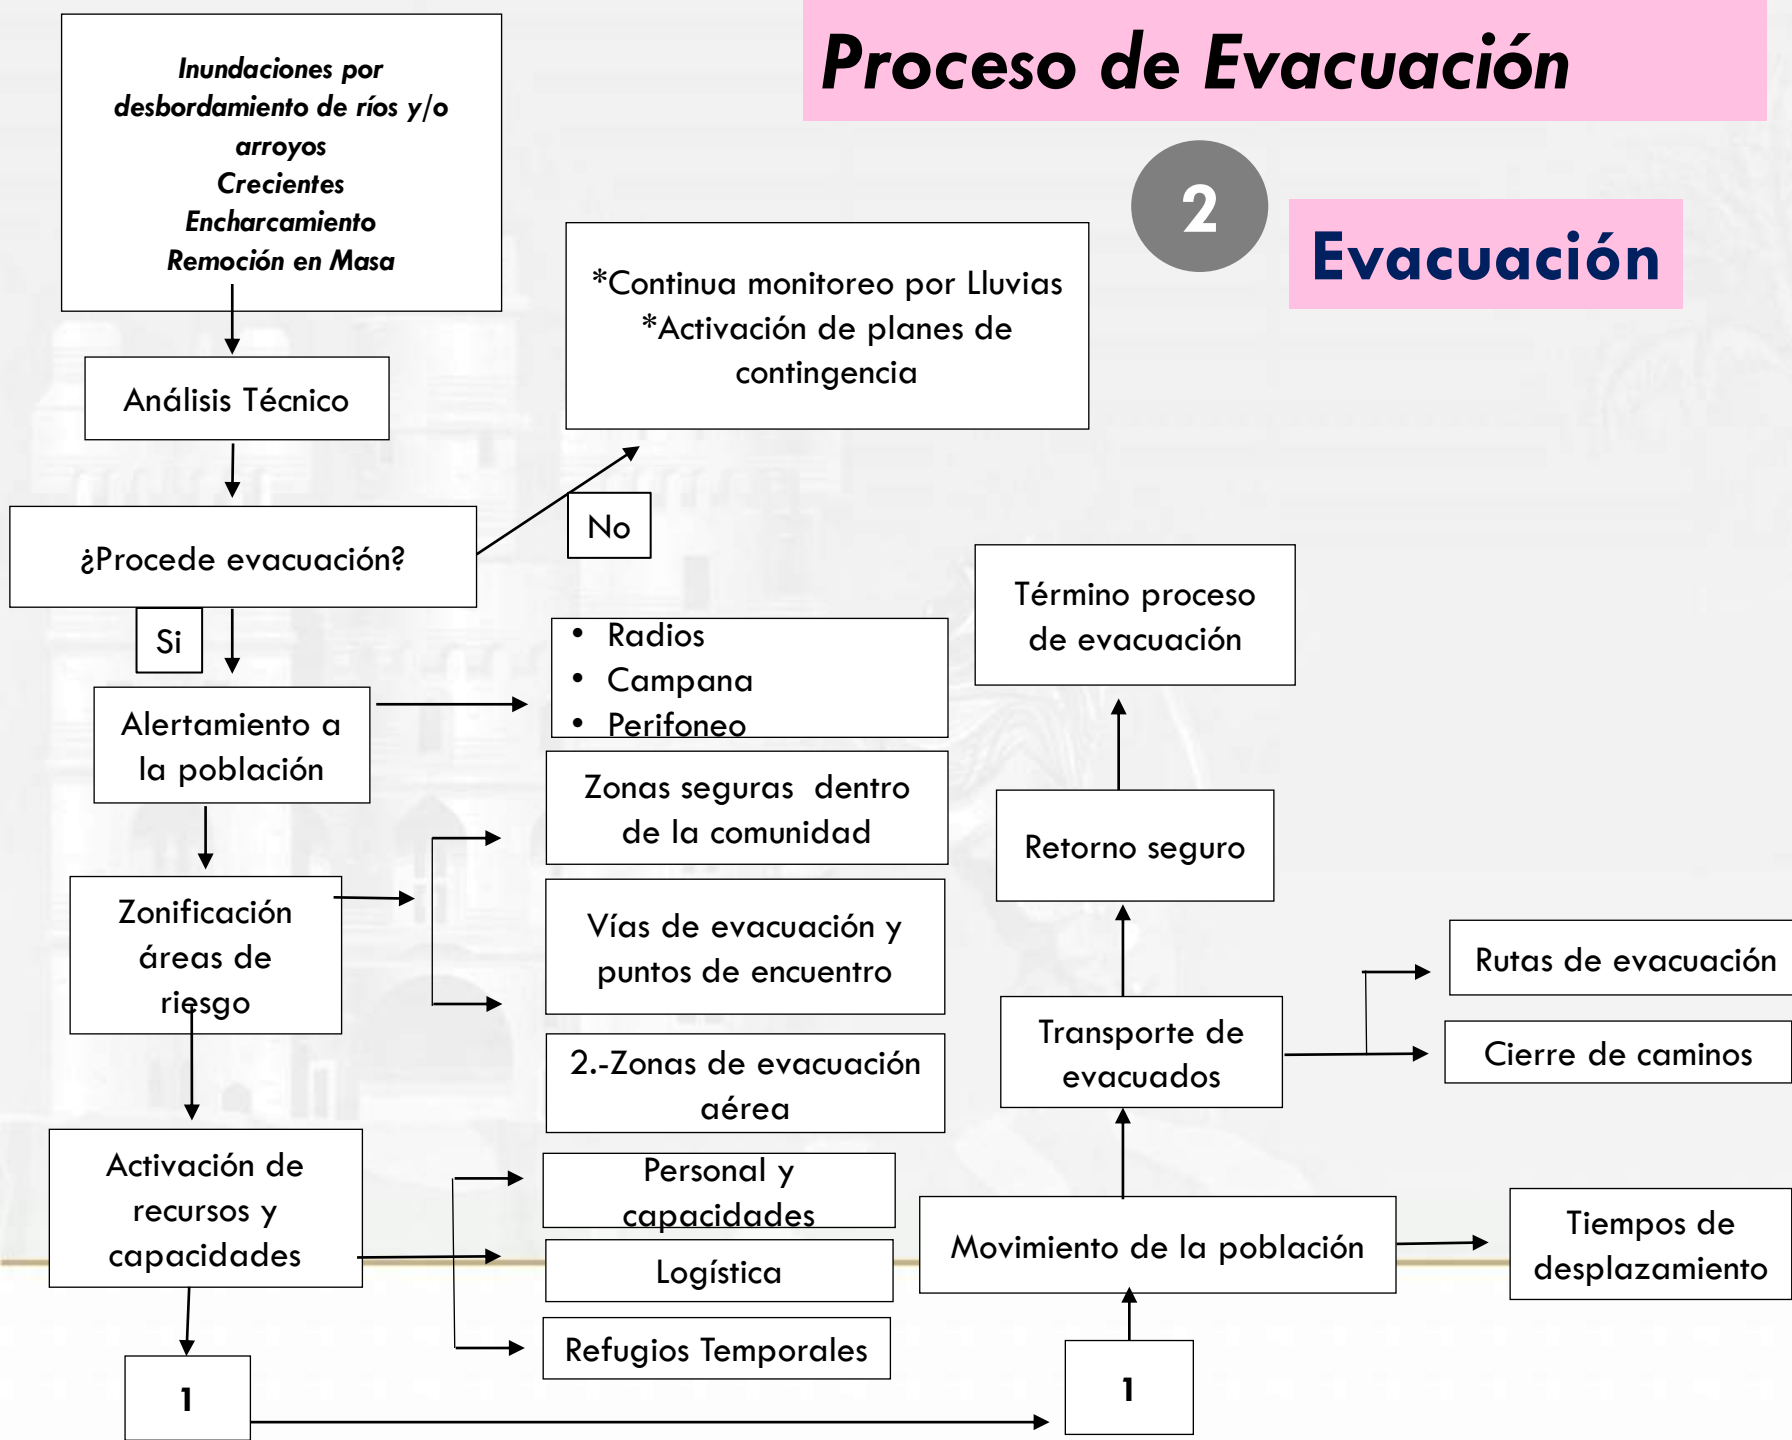 Proceso de Evacuación
2
Evacuación
Inundaciones por
desbordamiento de ríos y/o
arroyos
Crecientes
Encharcamiento
Remoción en Masa
*Continua monitoreo por Lluvias
*Activación de planes de
contingencia
Análisis Técnico
¿Procede evacuación?
No
Si
Alertamiento a
la población
• Radios
• Campana
• Perifoneo
Zonificación
áreas de
riesgo
Zonas seguras  dentro
de la comunidad
Vías de evacuación y
puntos de encuentro
2.-Zonas de evacuación
aérea
Activación de
recursos y
capacidades
Personal y
capacidades
Logística
Refugios Temporales
1
1
Movimiento de la población
Tiempos de
desplazamiento
Transporte de
evacuados
Rutas de evacuación
Cierre de caminos
Retorno seguro
Término proceso
de evacuación